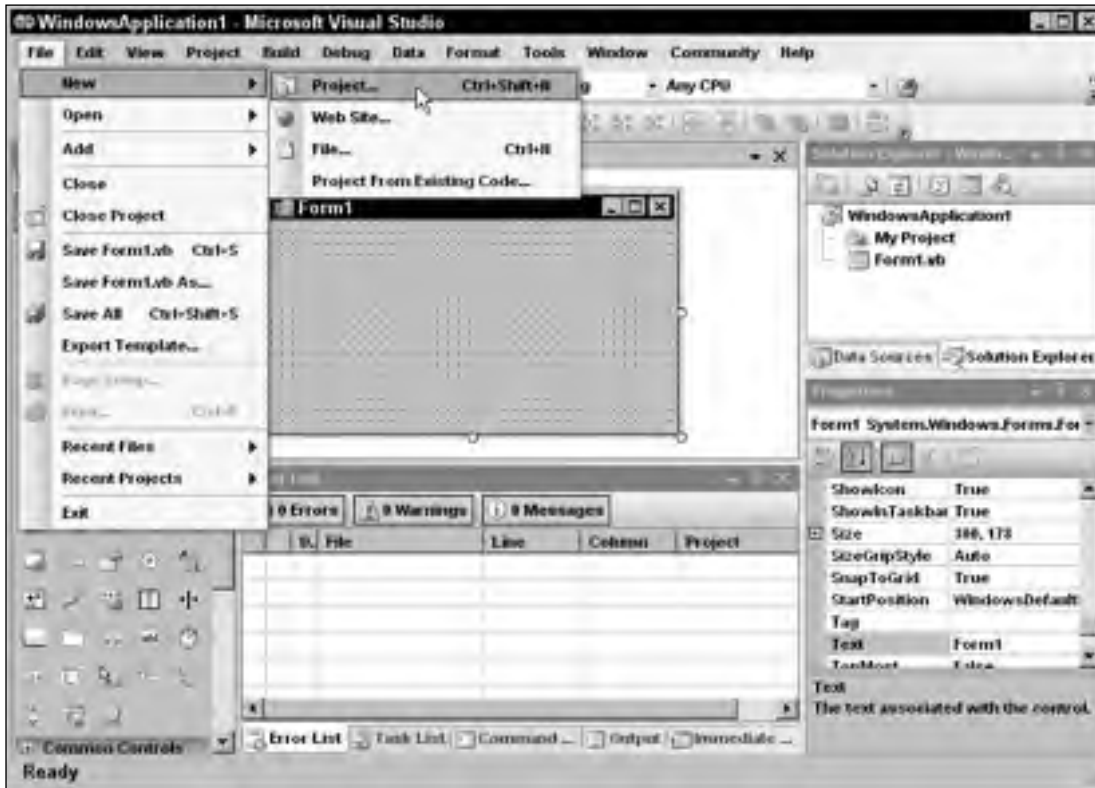 WindowsApplication1 - Microsoft Visual Studio
File Edit View Project Build Debug Data Format Tools Window Community Help
New
Open
Add
Close
Close Project
Save Form1.vb Ctrl+S
Save Form1.vb As...
Save All Ctrl+Shift+S
Export Template...
Recent Files
Recent Projects
Exit
Project... Ctrl+Shift+N
Web Site...
File... Ctrl+N
Project From Existing Code...
Any CPU
Form1
Solution Explorer
WindowsApplication1
My Project
Form1.vb
Data Sources Solution Explorer
Properties
Form1 System.Windows.Forms.For
ShowIcon True
ShowInTaskbar True
Size 300, 173
SizeGripStyle Auto
SnapToGrid True
StartPosition WindowsDefault
Tag
Text Form1
TopMost False
Text
The text associated with the control.
0 Errors 0 Warnings 0 Messages
File Line Column Project
Error List Task List Command ... Output Immediate ...
Common Controls
Ready